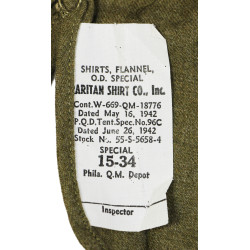 SHIRTS, FLANNEL,
O.D. SPECIAL
ARITAN SHIRT CO., Inc.
Cont.W-669-QM-18776
Dated May 16, 1942
P.Q.D.Tent.Spec.No.96C
Dated June 26, 1942
Stock No. 55-S-5658-4
SPECIAL
15-34
Phila. Q.M. Depot
Inspector